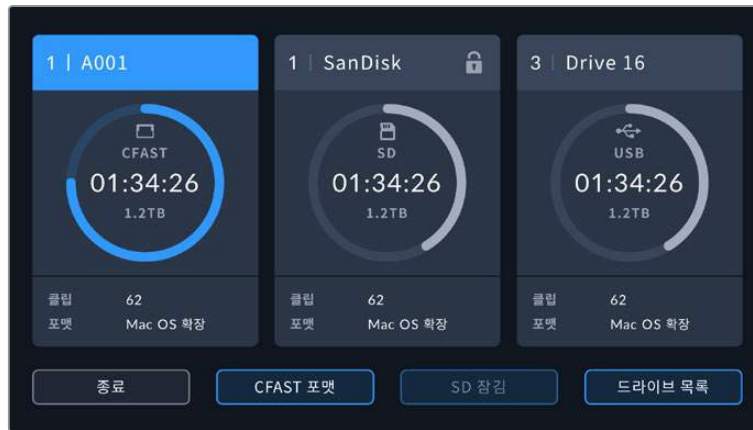 1 | A001
CFAST
01:34:26
1.2TB
클립 62
포맷 Mac OS 확장
1 | SanDisk
SD
01:34:26
1.2TB
클립 62
포맷 Mac OS 확장
3 | Drive 16
USB
01:34:26
1.2TB
클립 62
포맷 Mac OS 확장
종료
CFAST 포맷
SD 잠김
드라이브 목록